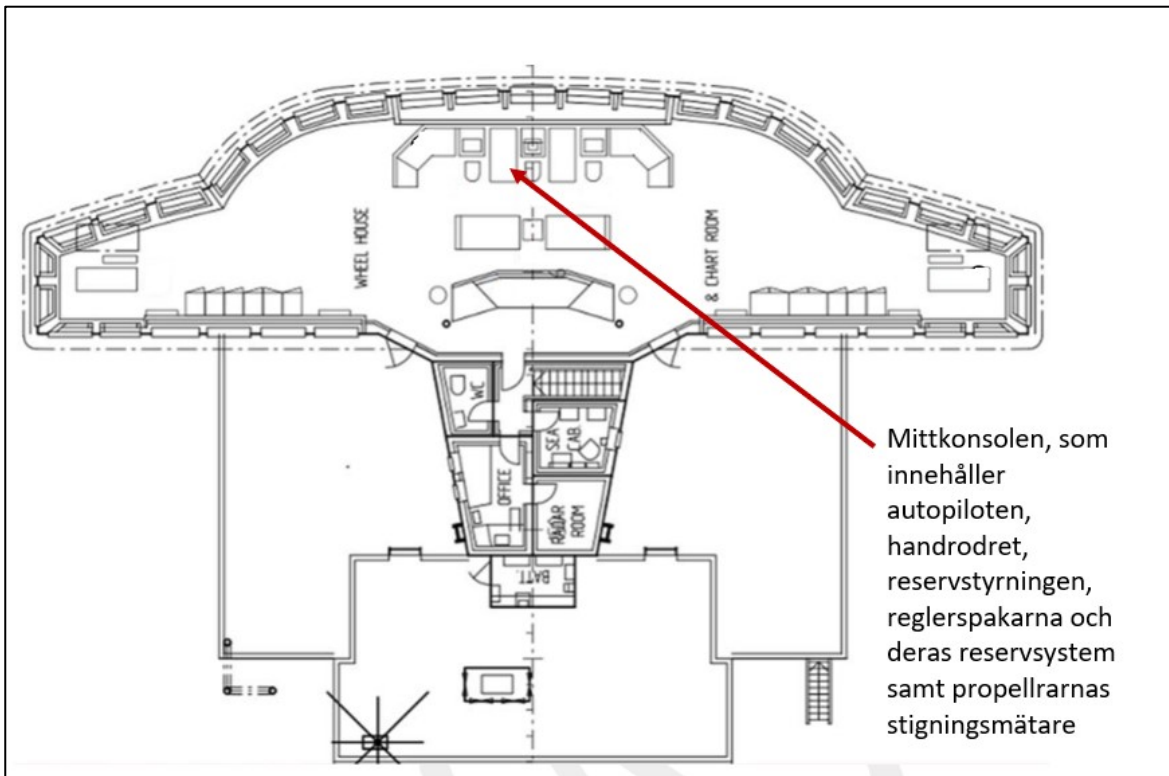 WHEEL HOUSE
& CHART ROOM
WC
SEA
CAB.
OFFICE
RADAR
ROOM
BATT.
Mittkonsolen, som
innehåller
autopiloten,
handrodret,
reservstyrningen,
reglerspakarna och
deras reservsystem
samt propellrarnas
stigningsmätare